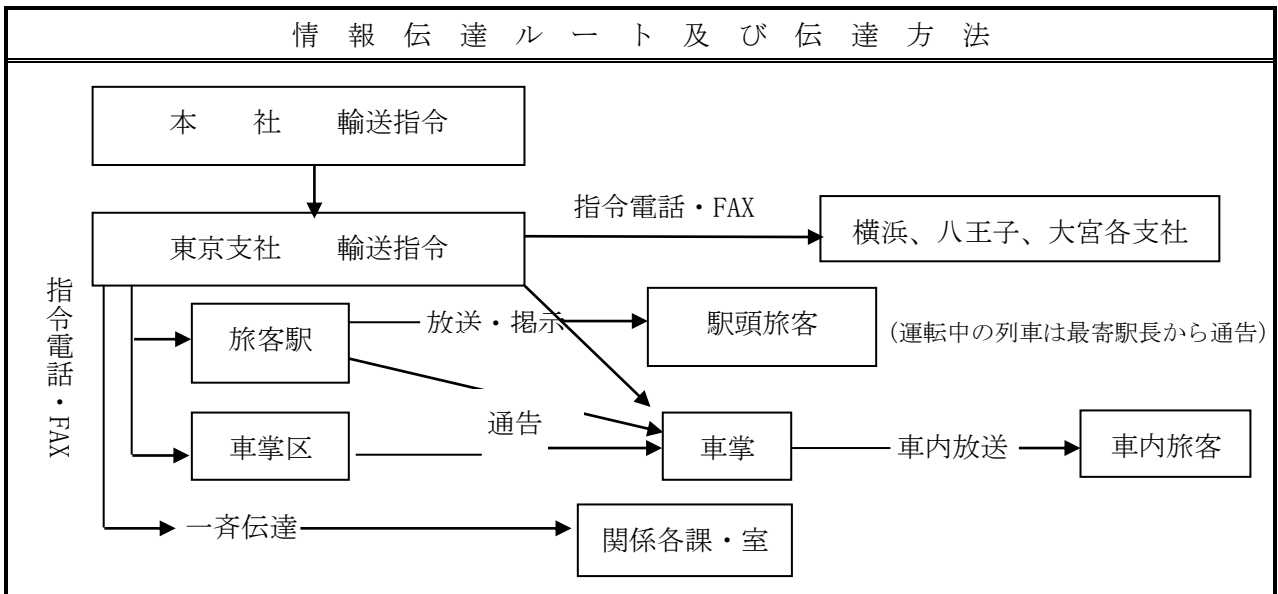 情報伝達ルート及び伝達方法
本　社　輸送指令
指令電話・FAX
東京支社　輸送指令
横浜、八王子、大宮各支社
指令電話・FAX
旅客駅
放送・掲示
駅頭旅客
(運転中の列車は最寄駅長から通告)
車掌区
通告
車掌
車内放送
車内旅客
一斉伝達
関係各課・室